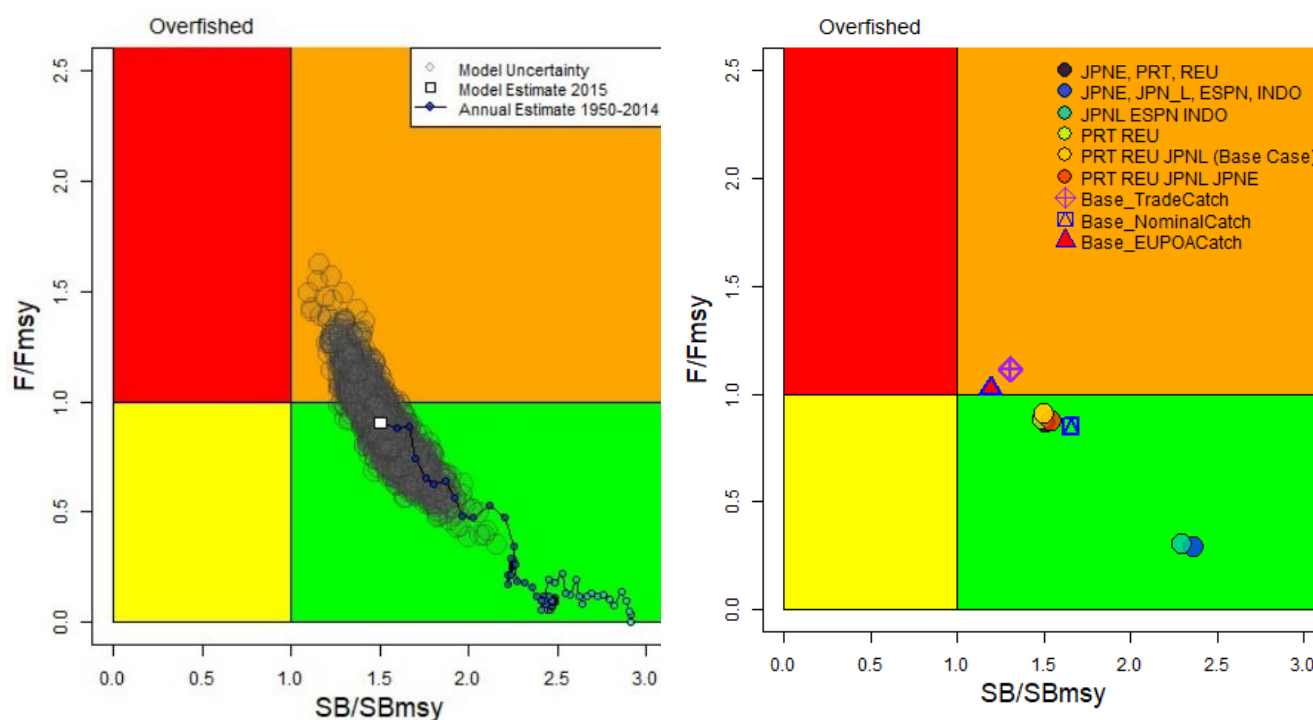 Overfished
Model Uncertainty
Model Estimate 2015
Annual Estimate 1950-2014
F/Fmsy
2.5
2.0
1.5
1.0
0.5
0.0
0.0 0.5 1.0 1.5 2.0 2.5 3.0
SB/SBmsy
Overfished
JPNE, PRT, REU
JPNE, JPN_L, ESPN, INDO
JPNL ESPN INDO
PRT REU
PRT REU JPNL (Base Case)
PRT REU JPNL JPNE
Base_TradeCatch
Base_NominalCatch
Base_EUPOACatch
F/Fmsy
2.5
2.0
1.5
1.0
0.5
0.0
0.0 0.5 1.0 1.5 2.0 2.5 3.0
SB/SBmsy